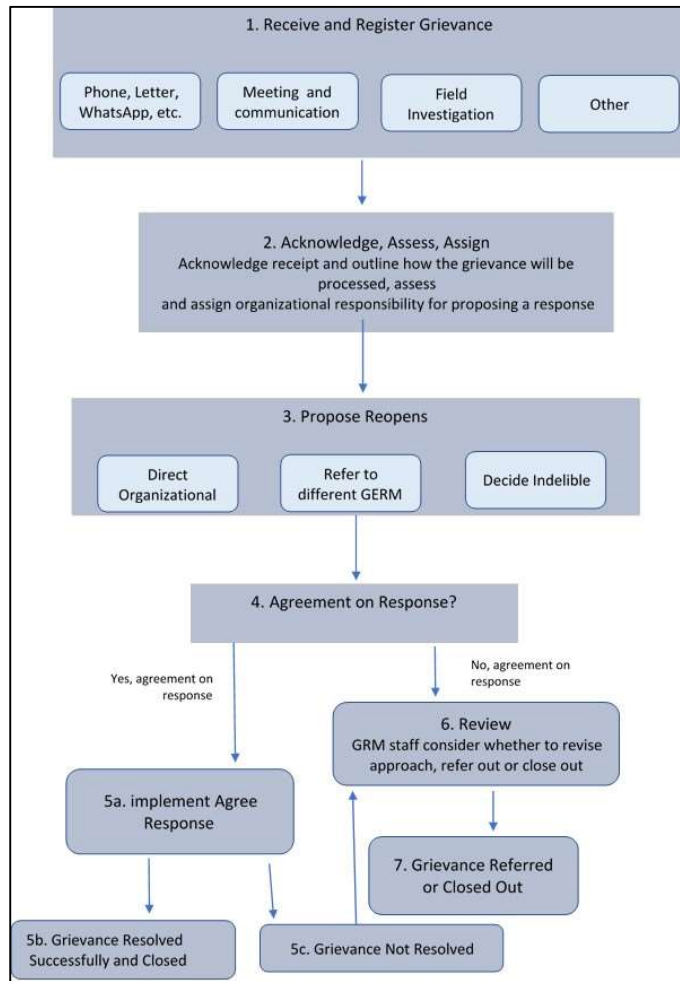 1. Receive and Register Grievance
Phone, Letter,
WhatsApp, etc.
Meeting and
communication
Field
Investigation
Other
2. Acknowledge, Assess, Assign
Acknowledge receipt and outline how the grievance will be
processed, assess
and assign organizational responsibility for proposing a response
3. Propose Reopens
Direct
Organizational
Refer to
different GERM
Decide Indelible
4. Agreement on Response?
Yes, agreement on
response
No, agreement on
response
6. Review
GRM staff consider whether to revise
approach, refer out or close out
5a. implement Agree
Response
7. Grievance Referred
or Closed Out
5b. Grievance Resolved
Successfully and Closed
5c. Grievance Not Resolved